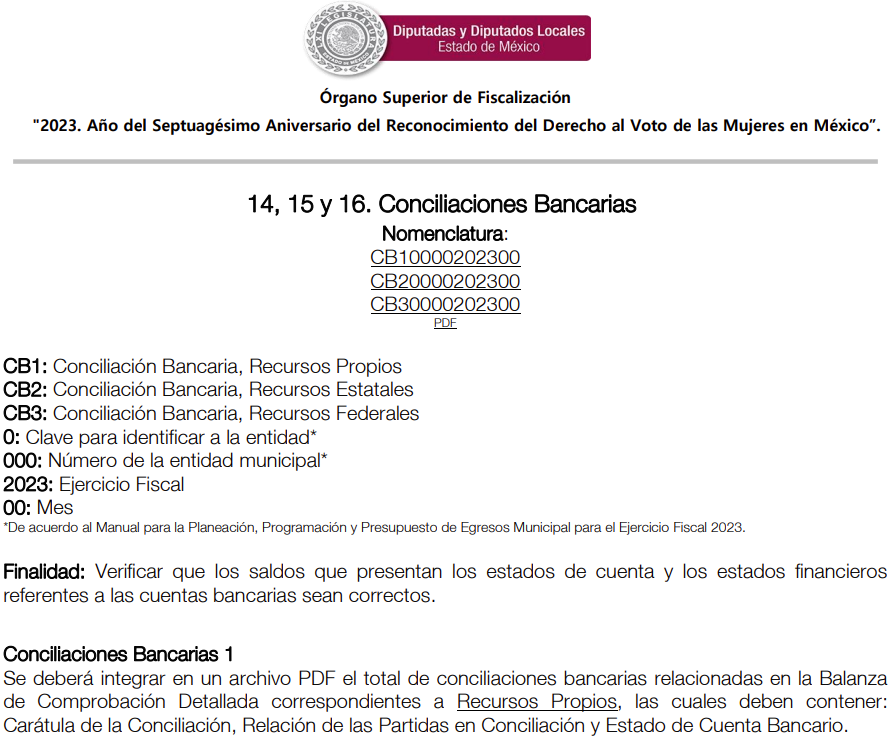 LXI LEGISLATURA
ESTADO DE MÉXICO
Diputadas y Diputados Locales
Estado de México
Órgano Superior de Fiscalización
"2023. Año del Septuagésimo Aniversario del Reconocimiento del Derecho al Voto de las Mujeres en México”.
14, 15 y 16. Conciliaciones Bancarias
Nomenclatura:
CB10000202300
CB20000202300
CB30000202300
PDF
CB1: Conciliación Bancaria, Recursos Propios
CB2: Conciliación Bancaria, Recursos Estatales
CB3: Conciliación Bancaria, Recursos Federales
0: Clave para identificar a la entidad*
000: Número de la entidad municipal*
2023: Ejercicio Fiscal
00: Mes
*De acuerdo al Manual para la Planeación, Programación y Presupuesto de Egresos Municipal para el Ejercicio Fiscal 2023.
Finalidad: Verificar que los saldos que presentan los estados de cuenta y los estados financieros
referentes a las cuentas bancarias sean correctos.
Conciliaciones Bancarias 1
Se deberá integrar en un archivo PDF el total de conciliaciones bancarias relacionadas en la Balanza
de Comprobación Detallada correspondientes a Recursos Propios, las cuales deben contener:
Carátula de la Conciliación, Relación de las Partidas en Conciliación y Estado de Cuenta Bancario.